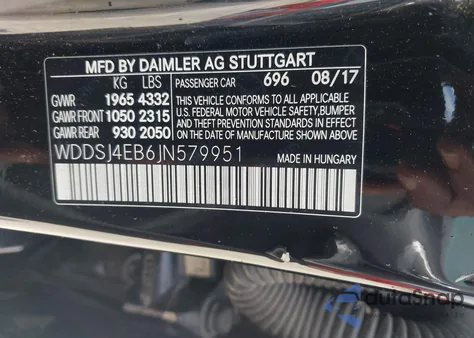 MFD BY DAIMLER AG STUTTGART
KG LBS PASSENGER CAR 696 08/17
GVWR 1965 4332 THIS VEHICLE CONFORMS TO ALL APPLICABLE
GAWR FRONT 1050 2315 U.S. FEDERAL MOTOR VEHICLE SAFETY, BUMPER
GAWR REAR 930 2050 AND THEFT PREVENTION STANDARDS IN EFFECT
ON THE DATE OF MANUFACTURE SHOWN ABOVE.
WDDSJ4EB6JN579951 MADE IN HUNGARY
autoSnap